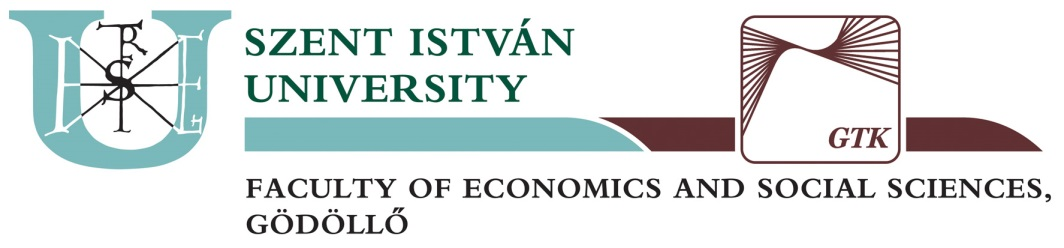 SZENT ISTVÁN
UNIVERSITY
GTK
FACULTY OF ECONOMICS AND SOCIAL SCIENCES,
GÖDÖLLŐ